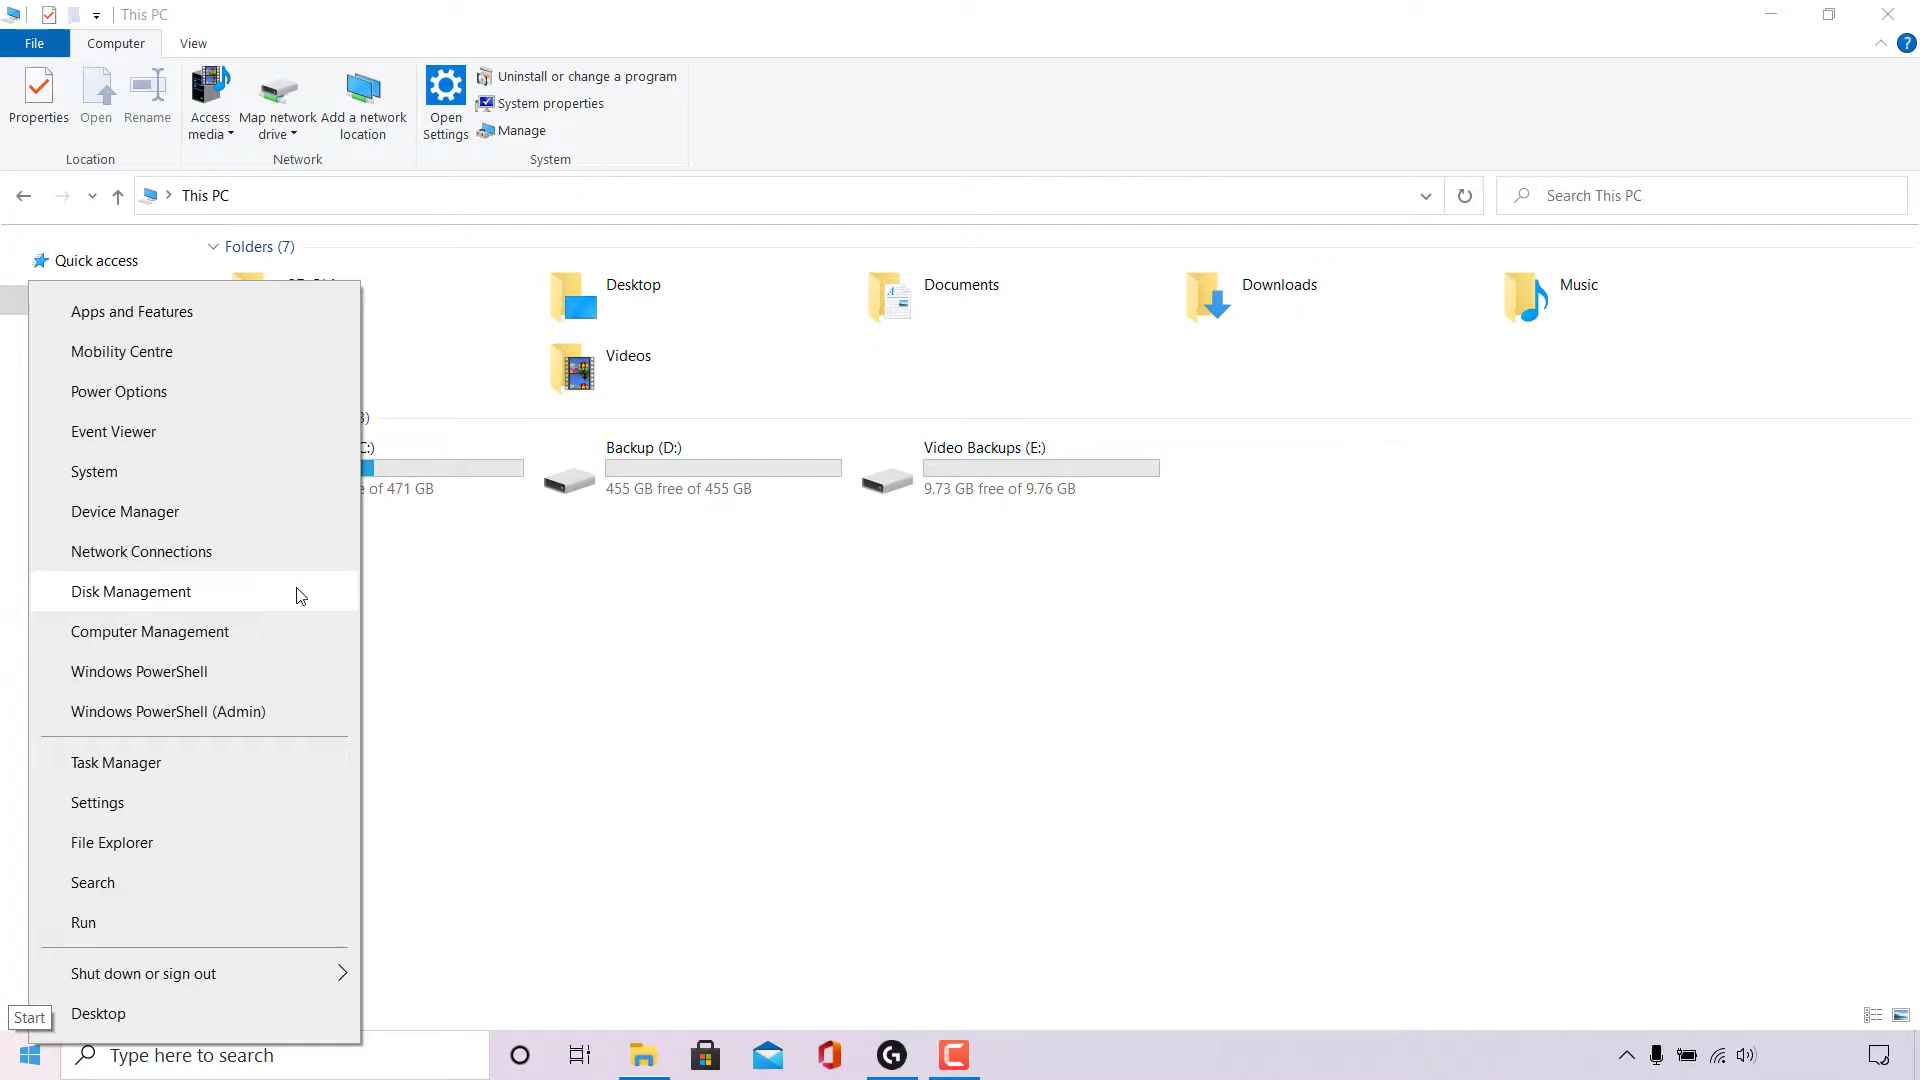 This PC
File
Computer
View
Properties
Open
Rename
Access
media
Map network
drive
Add a network
location
Open
Settings
Uninstall or change a program
System properties
Manage
Location
Network
System
This PC
Search This PC
Quick access
Folders (7)
Desktop
Documents
Downloads
Music
Videos
3)
C:)
e of 471 GB
Backup (D:)
455 GB free of 455 GB
Video Backups (E:)
9.73 GB free of 9.76 GB
Apps and Features
Mobility Centre
Power Options
Event Viewer
System
Device Manager
Network Connections
Disk Management
Computer Management
Windows PowerShell
Windows PowerShell (Admin)
Task Manager
Settings
File Explorer
Search
Run
Shut down or sign out
Desktop
Start
Type here to search